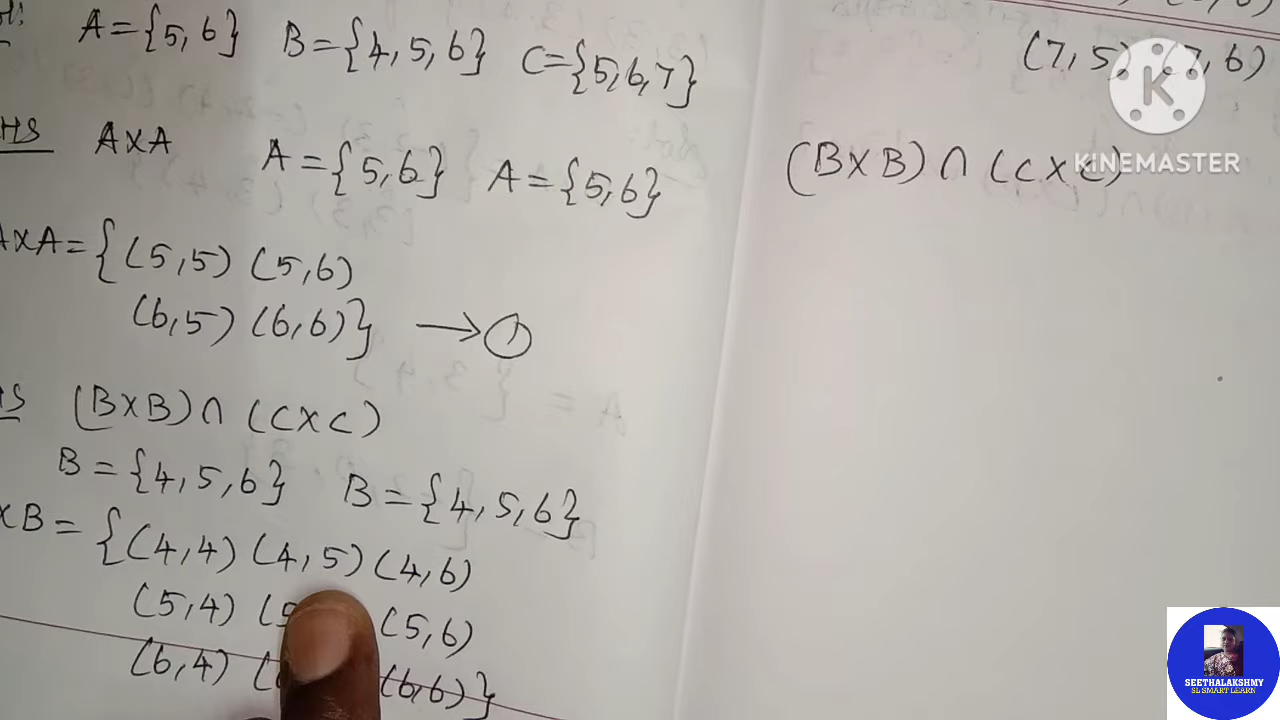 A = {5, 6} B = {4, 5, 6} C = {5, 6, 7}
HS A X A A = {5, 6} A = {5, 6}
A X A = {(5, 5) (5, 6)
(6, 5) (6, 6)} → ①
(B X B) ∩ (C X C)
B = {4, 5, 6} B = {4, 5, 6}
X B = {(4, 4) (4, 5) (4, 6)
(5, 4) (5, 6)
(6, 4) (6, 6)}
(7, 5) (7, 6)
(B X B) ∩ (C X C)
K
KINEMASTER
SEETHALAKSHMY
SL SMART LEARN